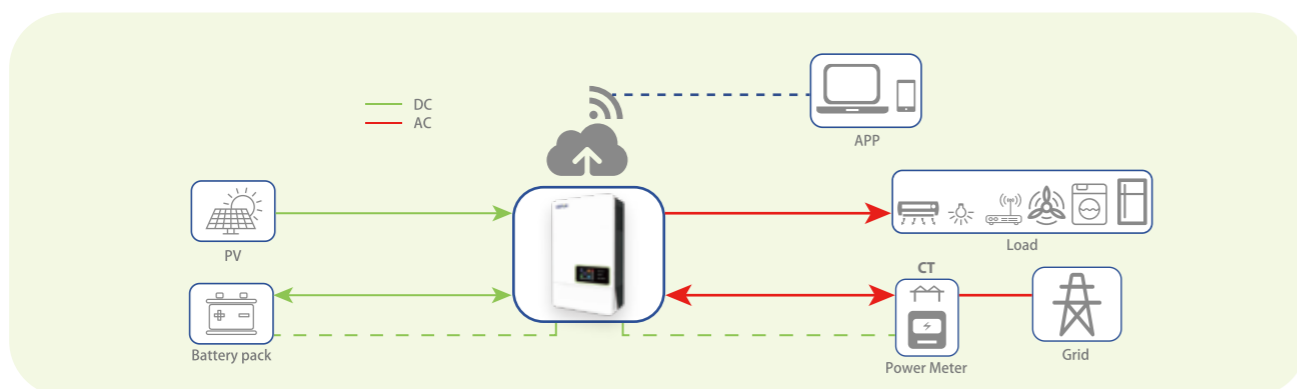 DC
AC
APP
PV
Load
CT
Battery pack
Power Meter
Grid